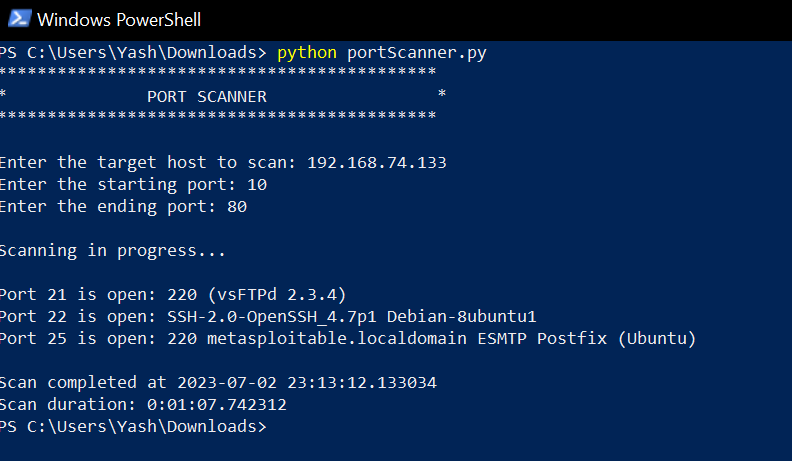 Windows PowerShell
PS C:\Users\Yash\Downloads> python portScanner.py
********************************************
* PORT SCANNER *
********************************************
Enter the target host to scan: 192.168.74.133
Enter the starting port: 10
Enter the ending port: 80
Scanning in progress...
Port 21 is open: 220 (vsFTPd 2.3.4)
Port 22 is open: SSH-2.0-OpenSSH_4.7p1 Debian-8ubuntu1
Port 25 is open: 220 metasploitable.localdomain ESMTP Postfix (Ubuntu)
Scan completed at 2023-07-02 23:13:12.133034
Scan duration: 0:01:07.742312
PS C:\Users\Yash\Downloads>